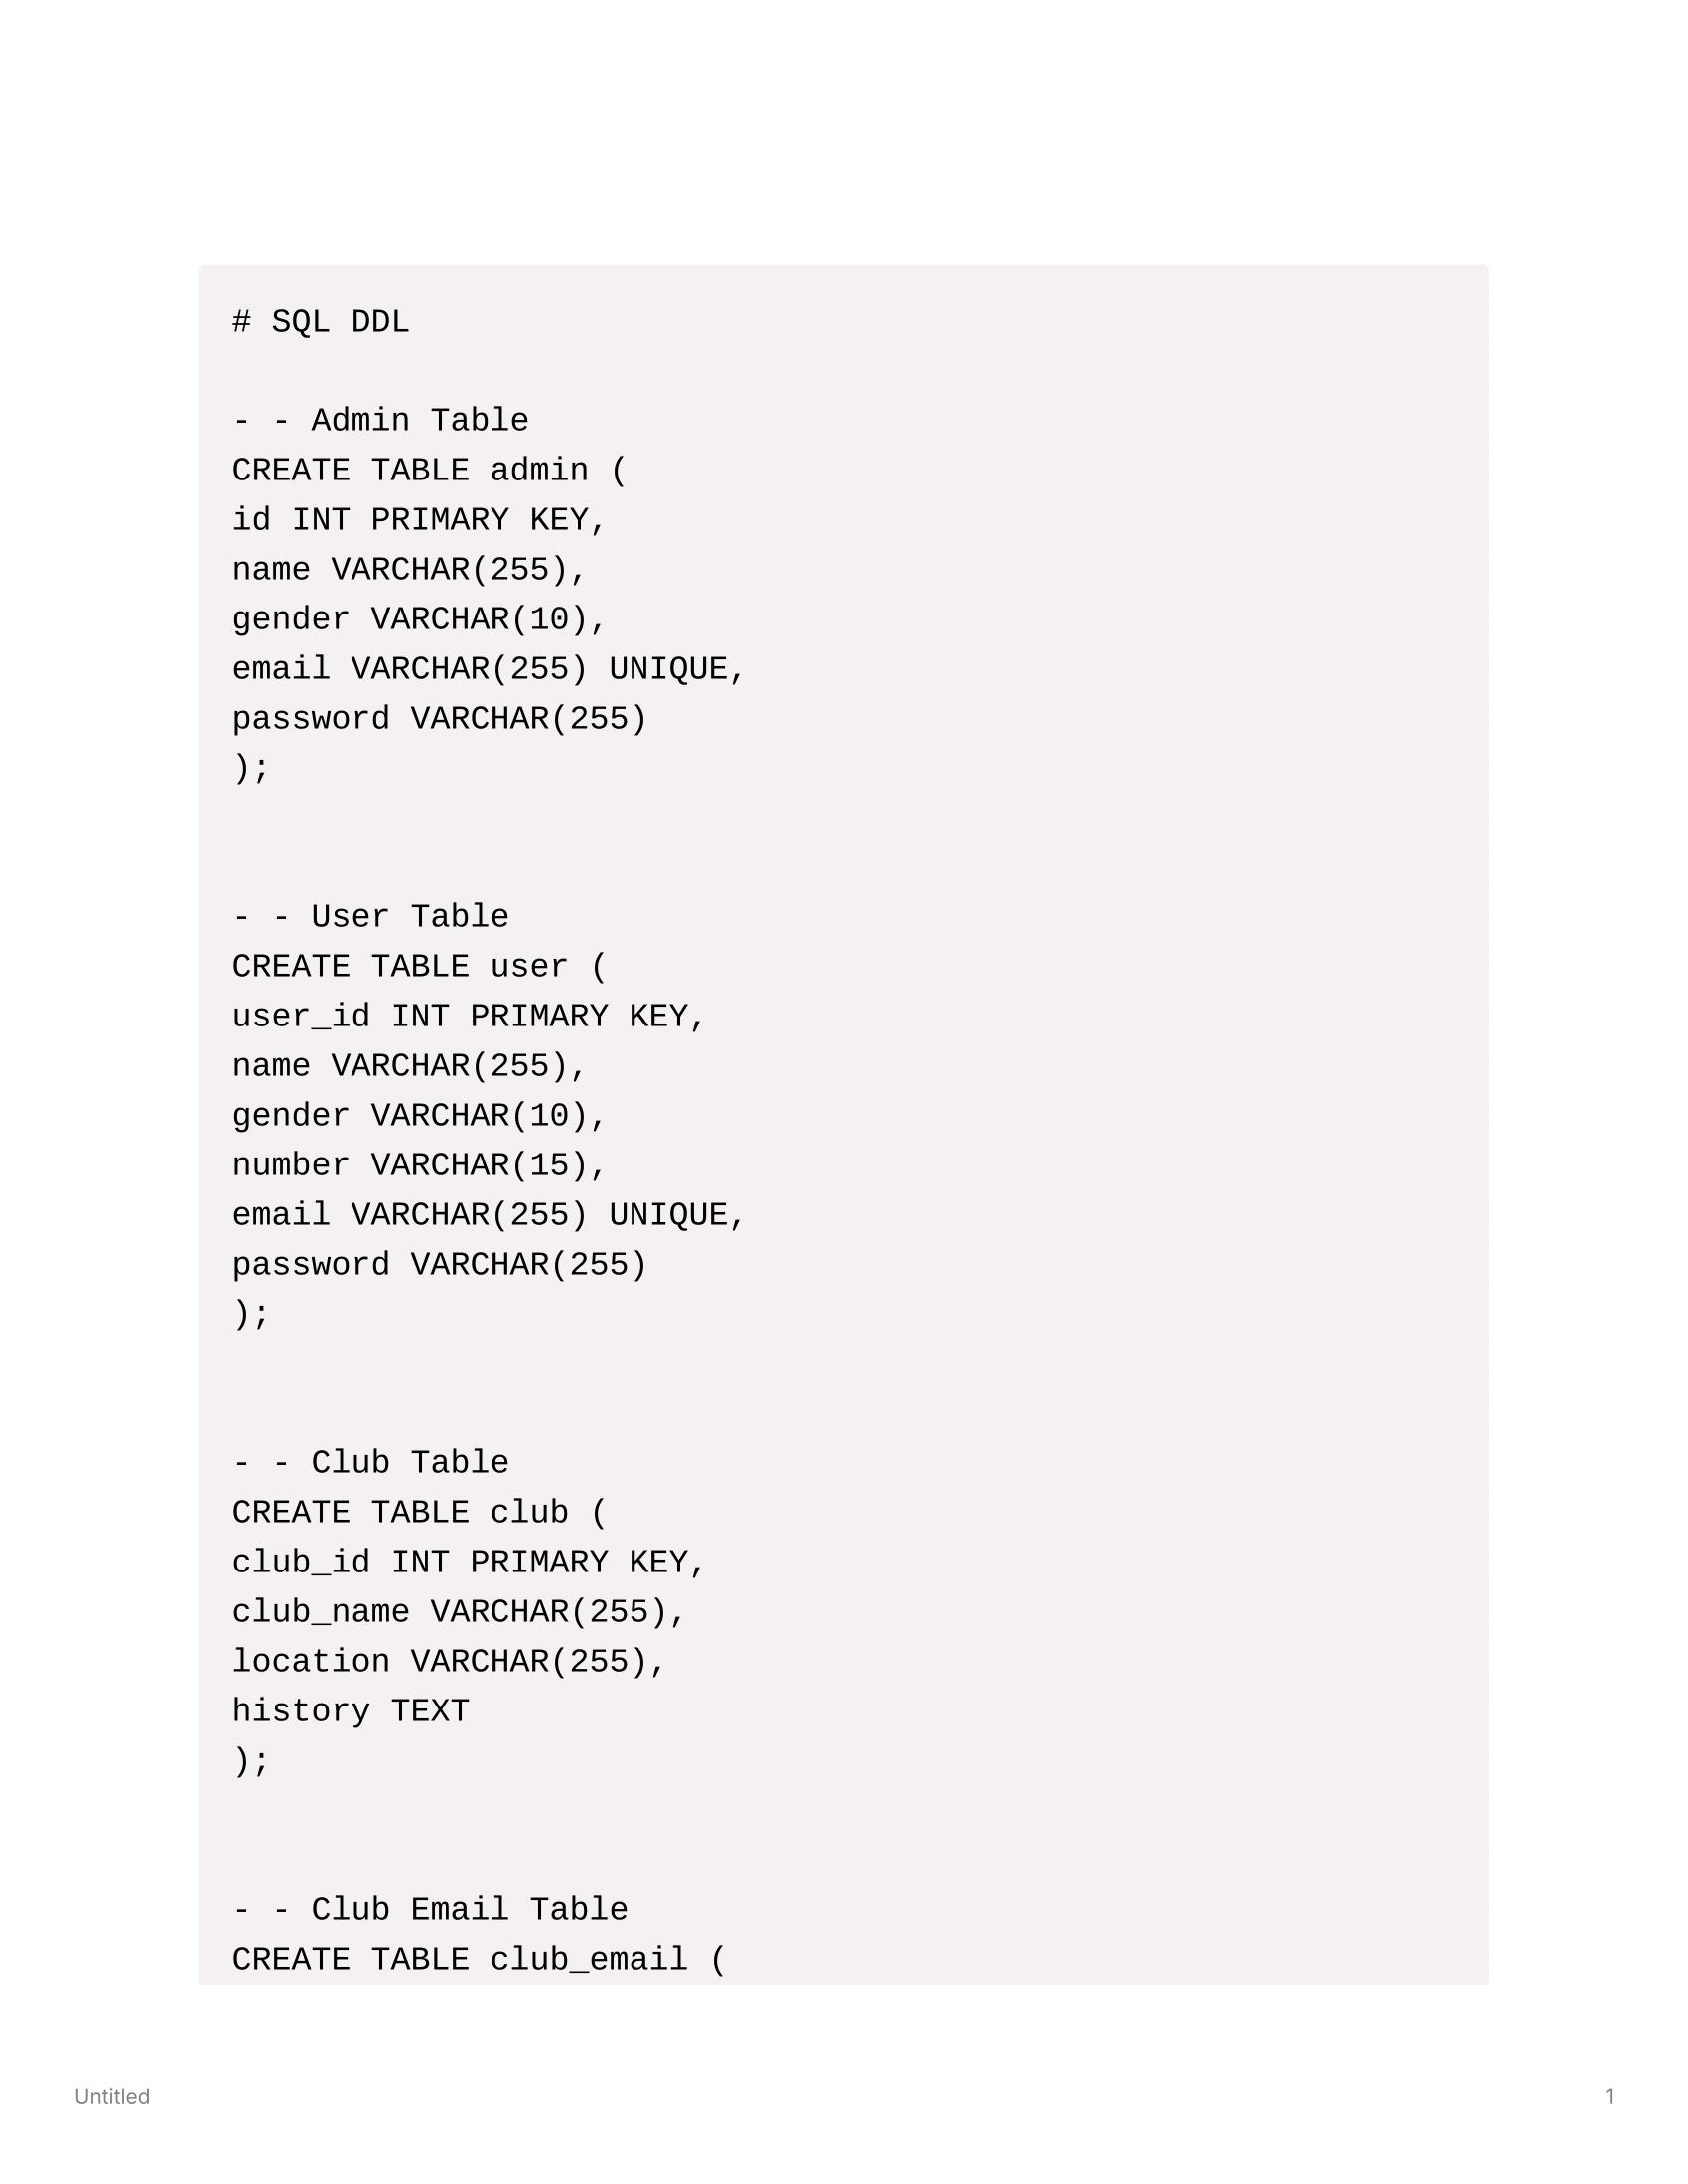 # SQL DDL
- - Admin Table
CREATE TABLE admin (
id INT PRIMARY KEY,
name VARCHAR(255),
gender VARCHAR(10),
email VARCHAR(255) UNIQUE,
password VARCHAR(255)
);
- - User Table
CREATE TABLE user (
user_id INT PRIMARY KEY,
name VARCHAR(255),
gender VARCHAR(10),
number VARCHAR(15),
email VARCHAR(255) UNIQUE,
password VARCHAR(255)
);
- - Club Table
CREATE TABLE club (
club_id INT PRIMARY KEY,
club_name VARCHAR(255),
location VARCHAR(255),
history TEXT
);
- - Club Email Table
CREATE TABLE club_email (
Untitled
1